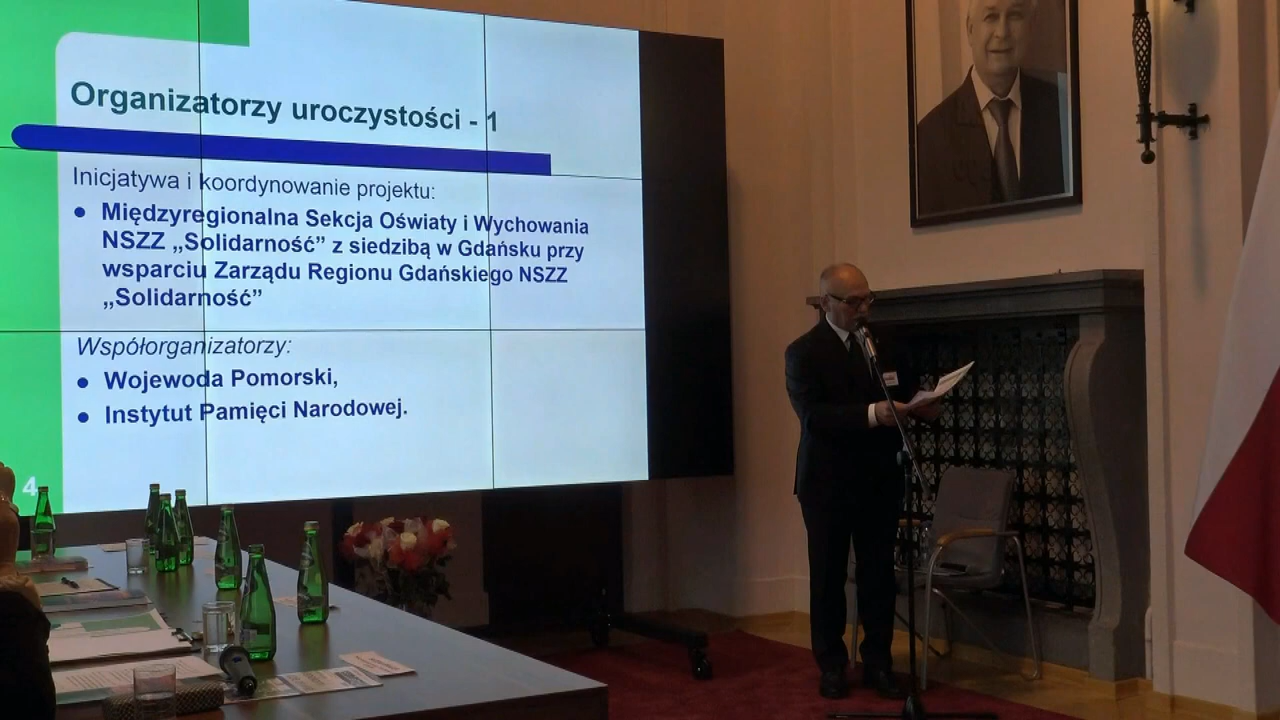 Organizatorzy uroczystości - 1
Inicjatywa i koordynowanie projektu:
● Międzyregionalna Sekcja Oświaty i Wychowania
NSZZ „Solidarność” z siedzibą w Gdańsku przy
wsparciu Zarządu Regionu Gdańskiego NSZZ
„Solidarność”
Współorganizatorzy:
● Wojewoda Pomorski,
● Instytut Pamięci Narodowej.
4